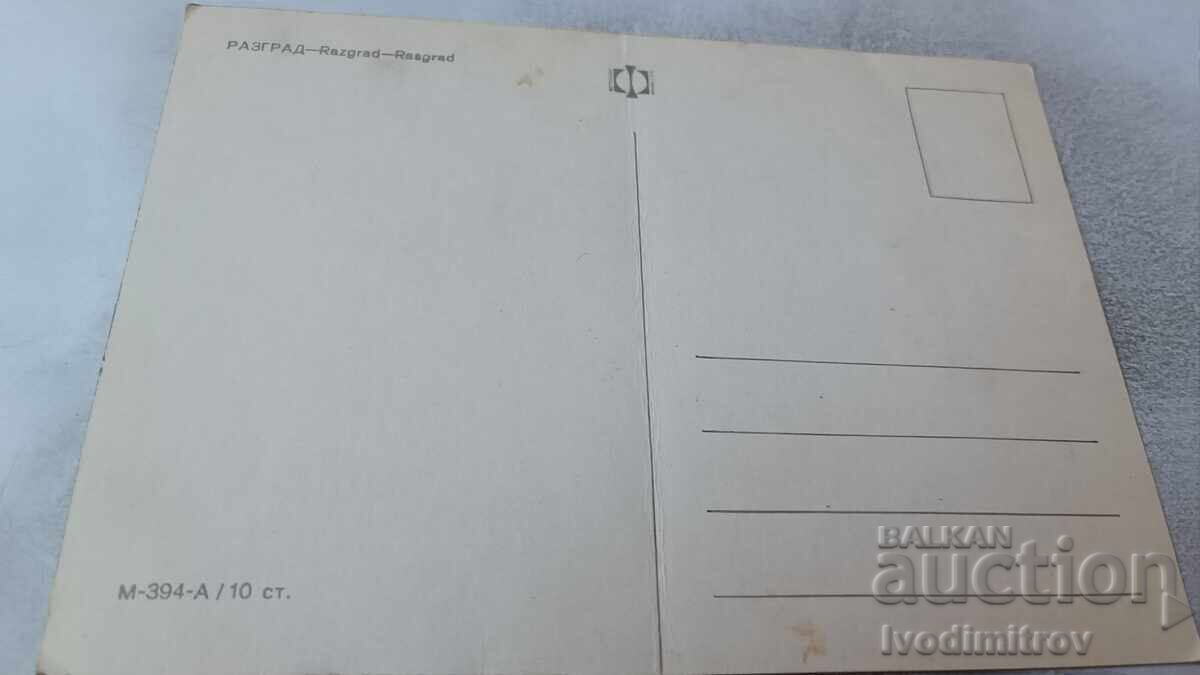 РАЗГРАД—Razgrad—Rasgrad
М-394-А / 10 ст.
BALKAN
auction
Ivodimitrov